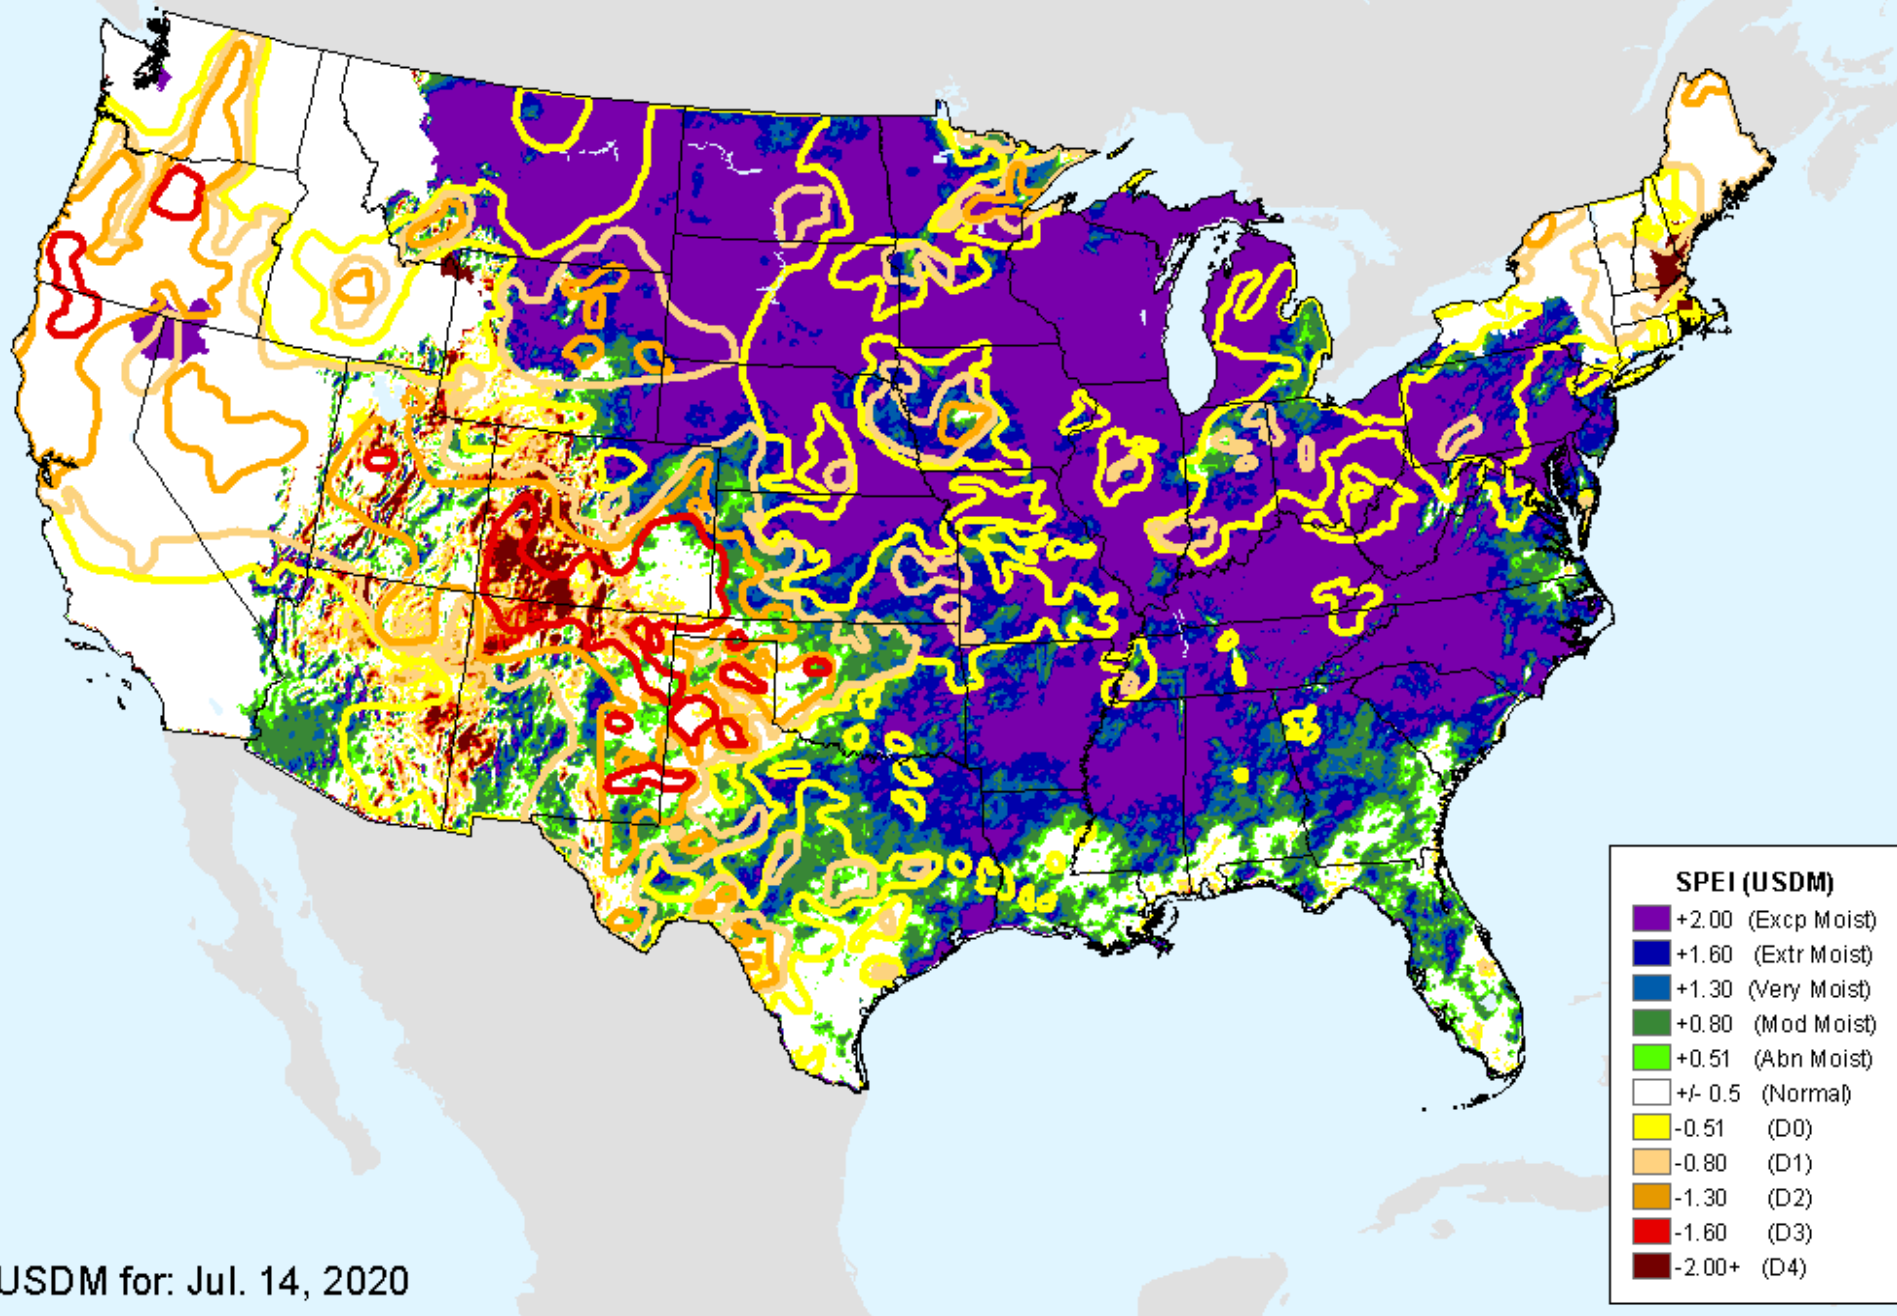 SPEI (USDM)
+2.00 (Excp Moist)
+1.60 (Extr Moist)
+1.30 (Very Moist)
+0.80 (Mod Moist)
+0.51 (Abn Moist)
+/- 0.5 (Normal)
-0.51 (D0)
-0.80 (D1)
-1.30 (D2)
-1.60 (D3)
-2.00+ (D4)
USDM for: Jul. 14, 2020